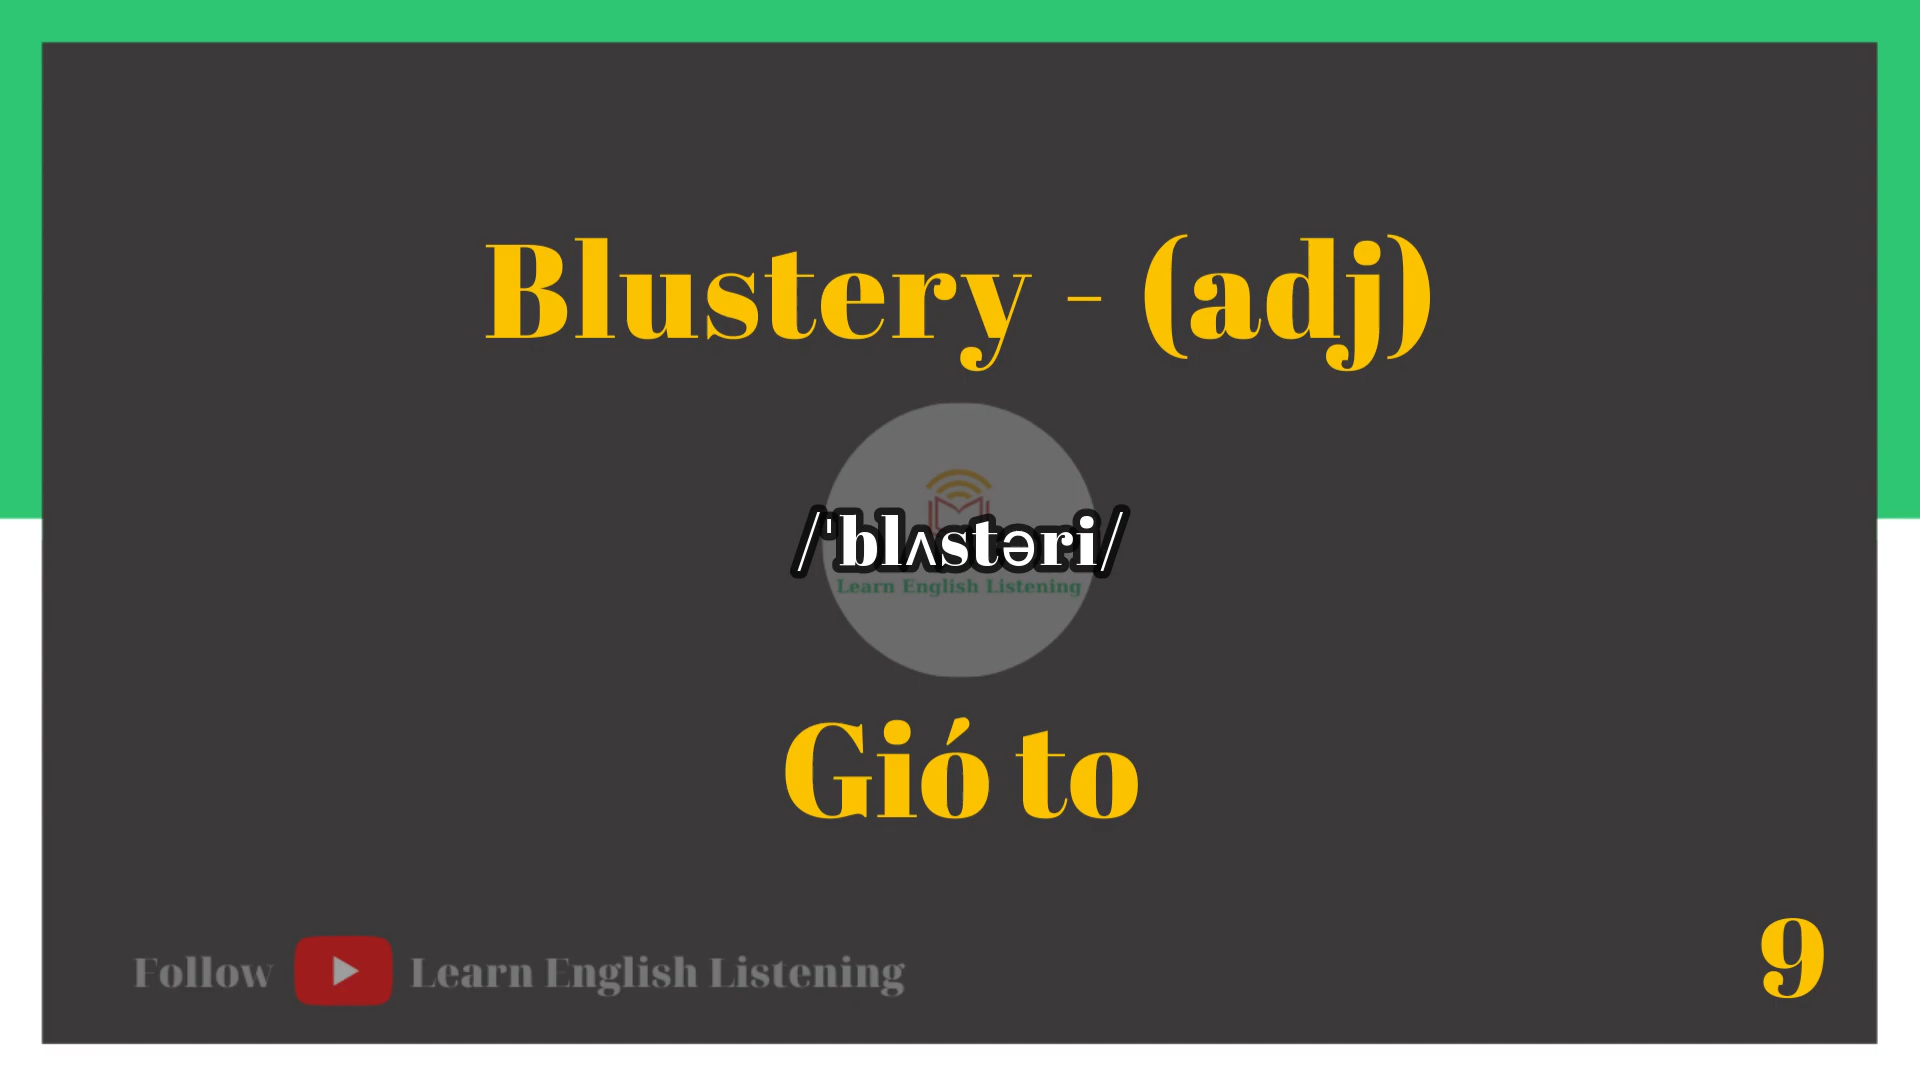 Blustery - (adj)
/ˈblʌstəri/
Learn English Listening
Gió to
Follow Learn English Listening
9